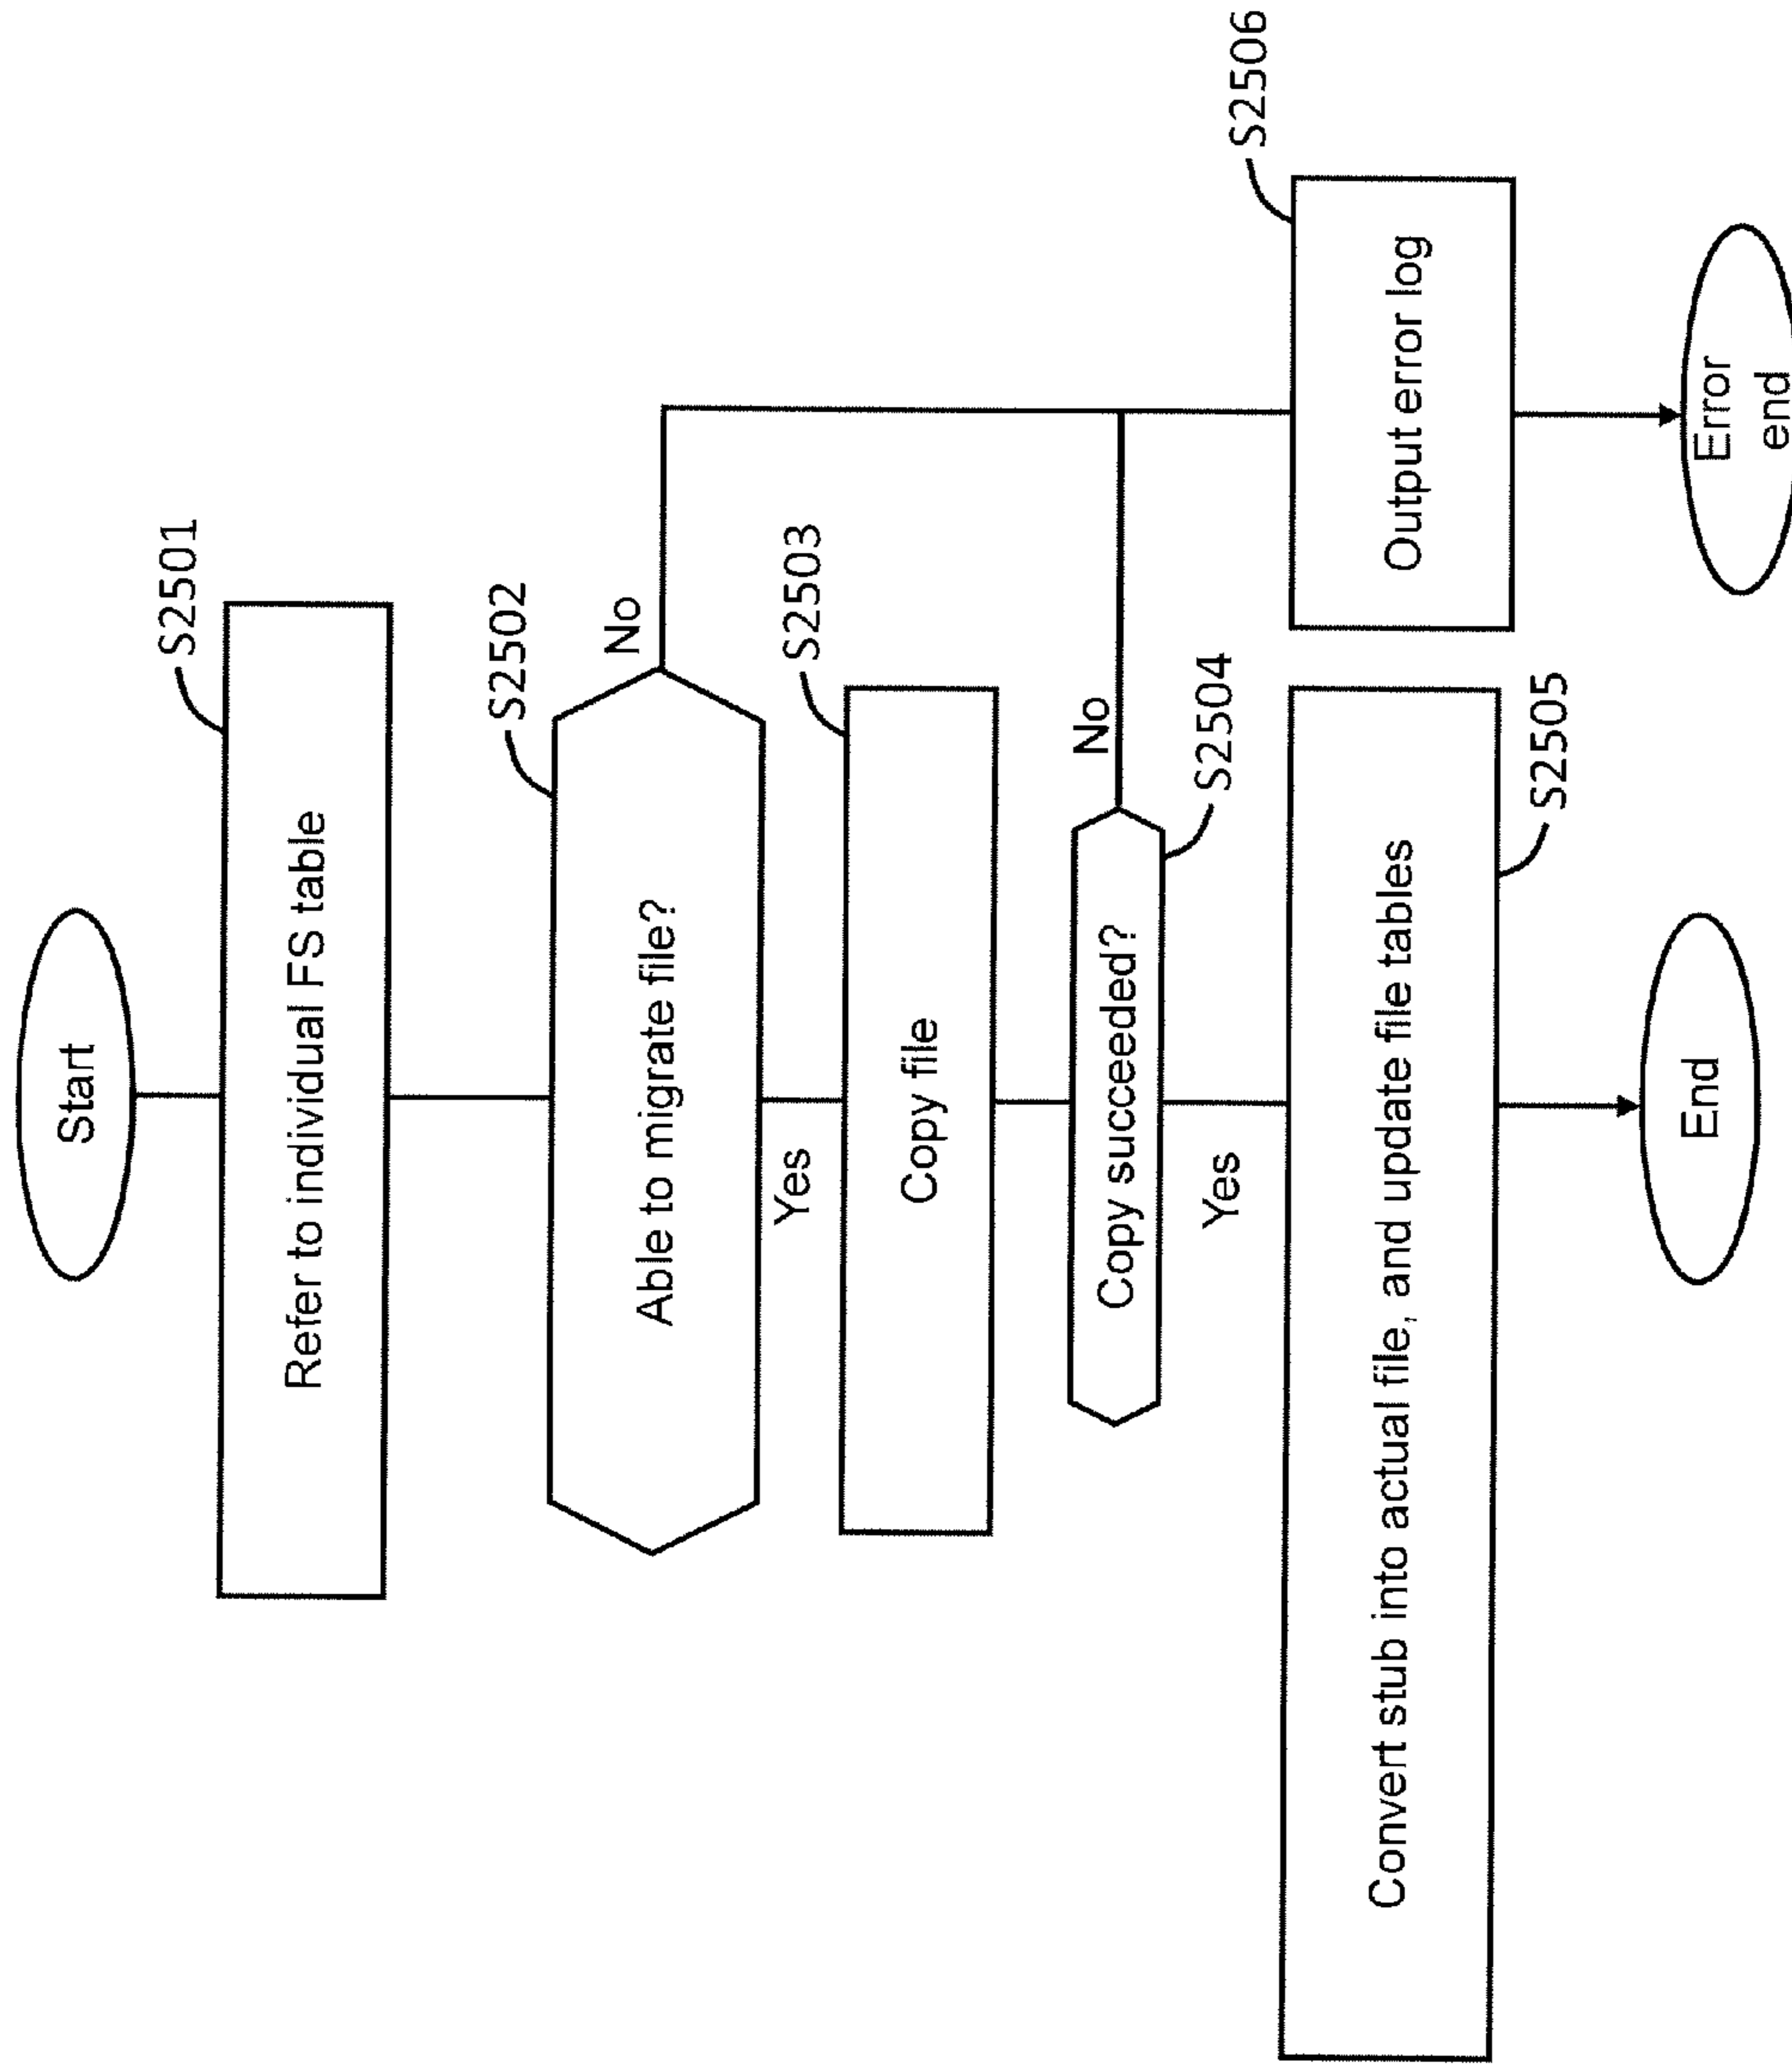 Start
S2501
Refer to individual FS table
S2502
Able to migrate file?
No
Yes
S2503
Copy file
Copy succeeded?
No
S2504
Yes
S2506
Output error log
Convert stub into actual file, and update file tables
S2505
Error
end
End